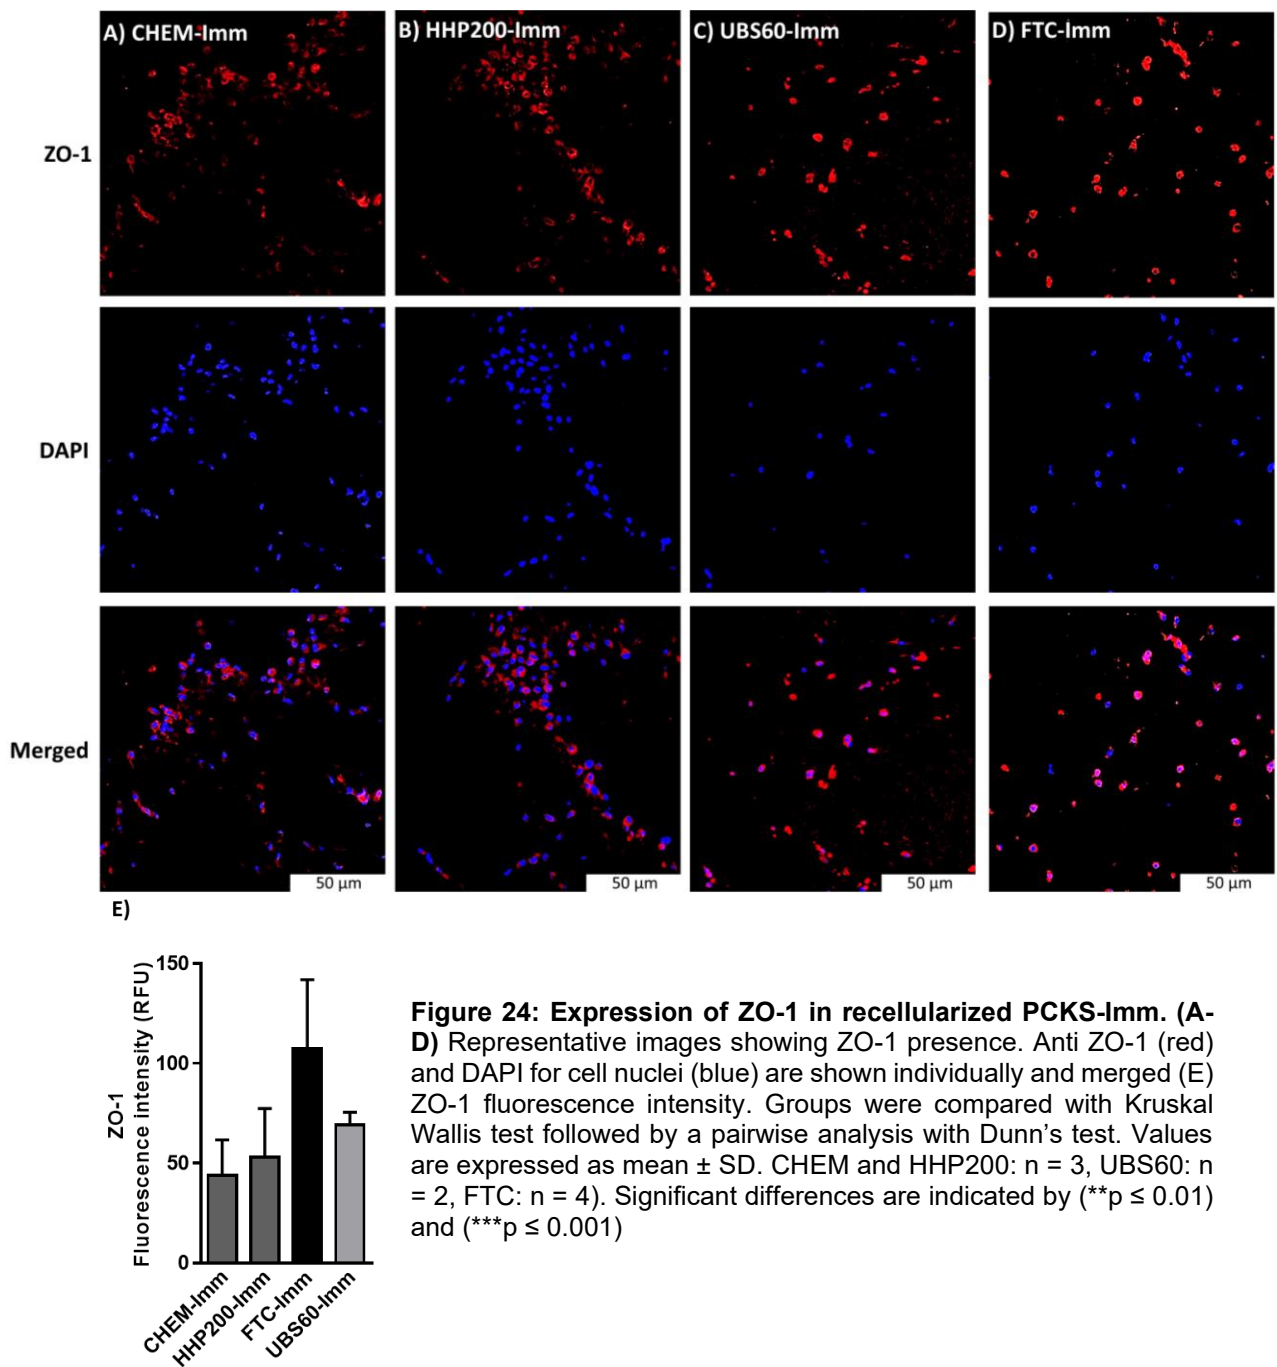 A) CHEM-Imm
B) HHP200-Imm
C) UBS60-Imm
D) FTC-Imm
ZO-1
DAPI
Merged
50 µm
50 µm
50 µm
50 µm
E)
ZO-1
Fluorescence intensity (RFU)
150
100
50
0
CHEM-Imm
HHP200-Imm
FTC-Imm
UBS60-Imm
Figure 24: Expression of ZO-1 in recellularized PCKS-Imm. (A-
D) Representative images showing ZO-1 presence. Anti ZO-1 (red)
and DAPI for cell nuclei (blue) are shown individually and merged (E)
ZO-1 fluorescence intensity. Groups were compared with Kruskal
Wallis test followed by a pairwise analysis with Dunn’s test. Values
are expressed as mean ± SD. CHEM and HHP200: n = 3, UBS60: n
= 2, FTC: n = 4). Significant differences are indicated by (**p ≤ 0.01)
and (***p ≤ 0.001)